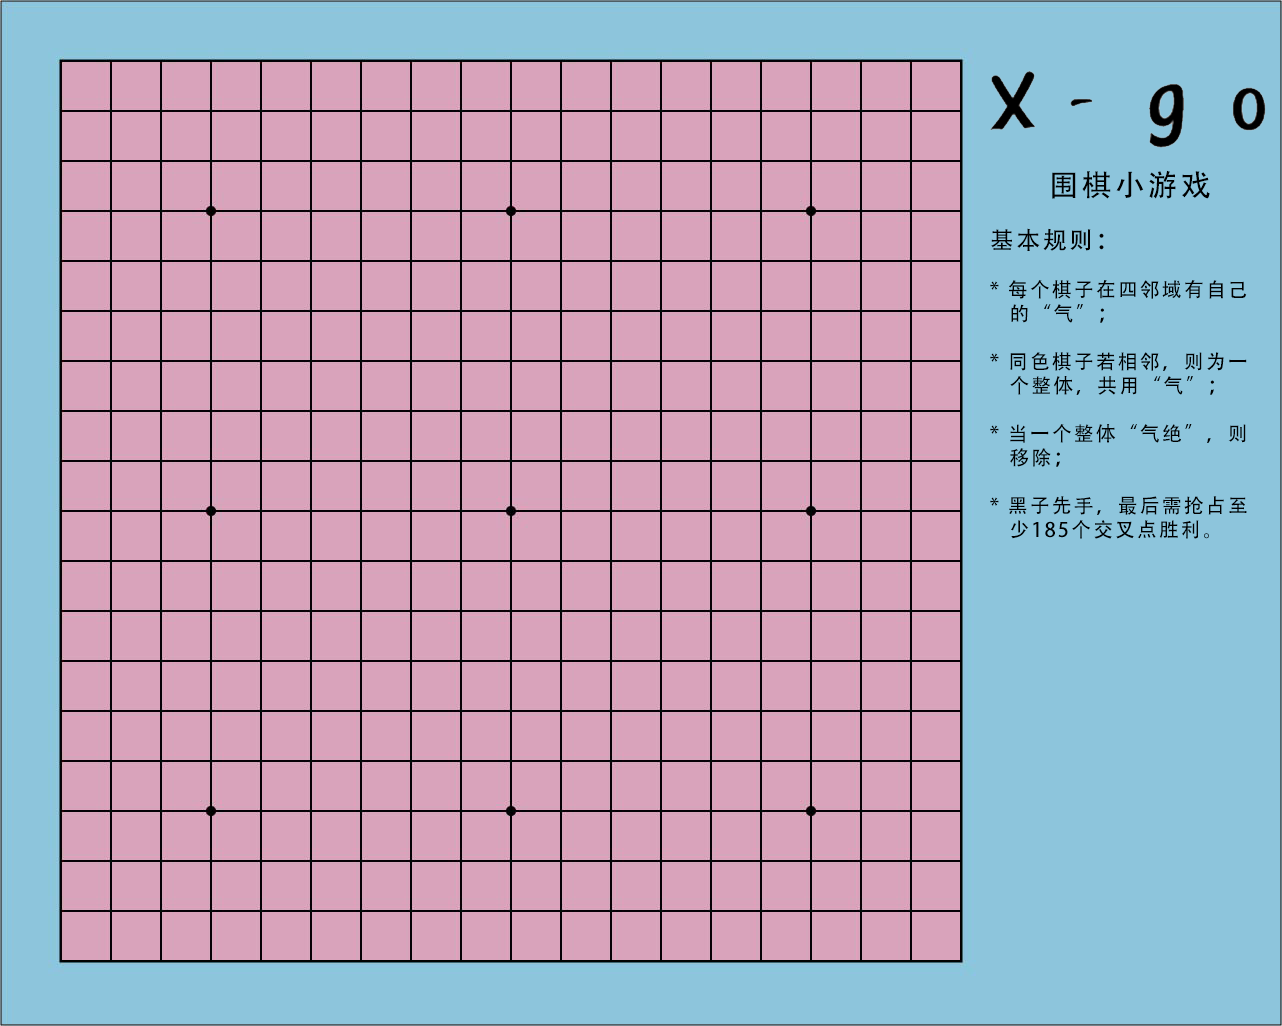 X - g o
围棋小游戏
基本规则：
* 每个棋子在四邻域有自己
的“气”；
* 同色棋子若相邻，则为一
个整体，共用“气”；
* 当一个整体“气绝”，则
移除；
* 黑子先手，最后需抢占至
少185个交叉点胜利。